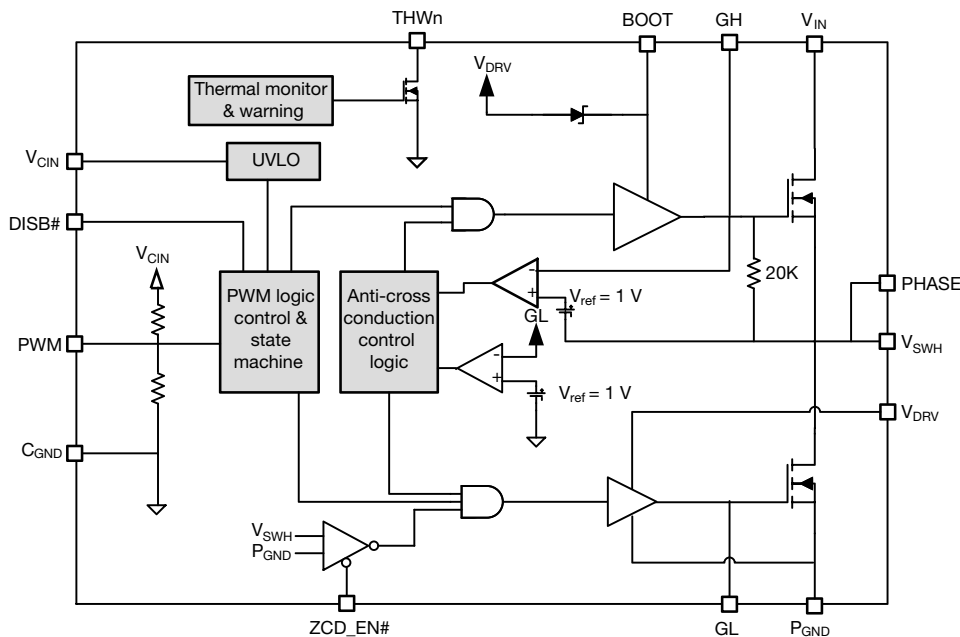 THWn
BOOT
GH
VIN
VDRV
Thermal monitor
& warning
VCIN
UVLO
DISB#
VCIN
PWM logic
control &
state
machine
Anti-cross
conduction
control
logic
-
+
Vref = 1 V
20K
PHASE
GL
PWM
VSWH
-
+
Vref = 1 V
VDRV
CGND
VSWH
PGND
ZCD_EN#
GL
PGND